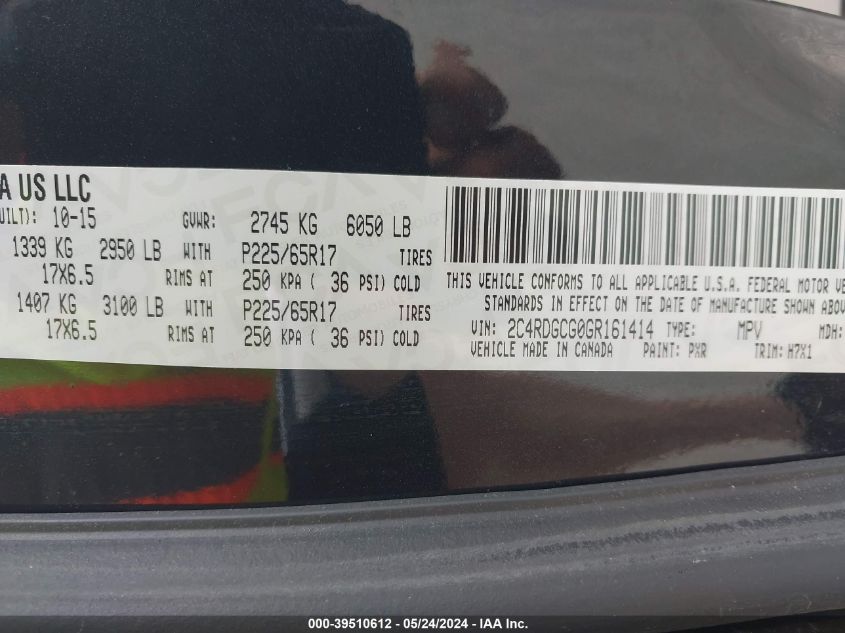 A US LLC
UILT): 10-15 GVWR: 2745 KG 6050 LB
1339 KG 2950 LB WITH P225/65R17 TIRES
17X6.5 RIMS AT 250 KPA ( 36 PSI) COLD
1407 KG 3100 LB WITH P225/65R17 TIRES
17X6.5 RIMS AT 250 KPA ( 36 PSI) COLD
THIS VEHICLE CONFORMS TO ALL APPLICABLE U.S.A. FEDERAL MOTOR VE
STANDARDS IN EFFECT ON THE DATE OF MANUFACTURE SHOWN ABOV
VIN: 2C4RDGCG0GR161414 TYPE: MPV MDH:
VEHICLE MADE IN CANADA PAINT: PXR TRIM: H7X1
000-39510612 - 05/24/2024 - IAA Inc.